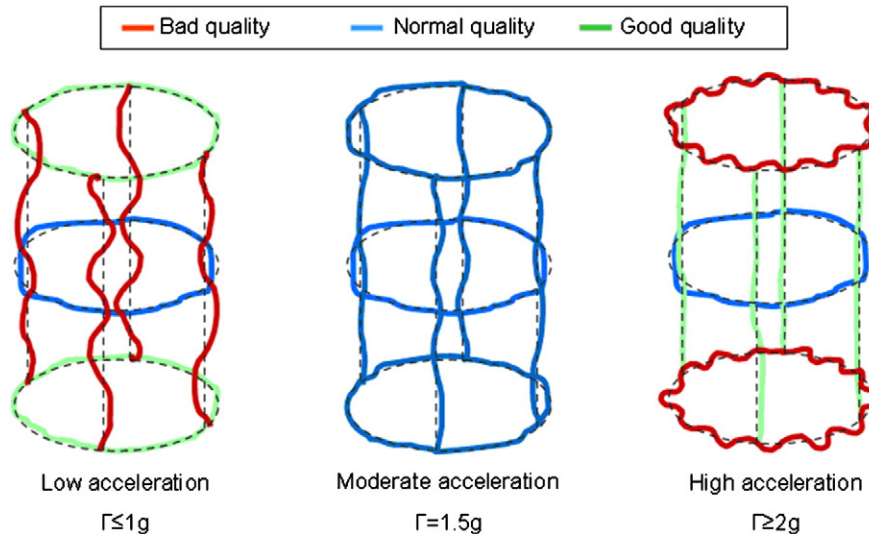 Bad quality Normal quality Good quality
Low acceleration Moderate acceleration High acceleration
Γ≤1g Γ=1.5g Γ≥2g